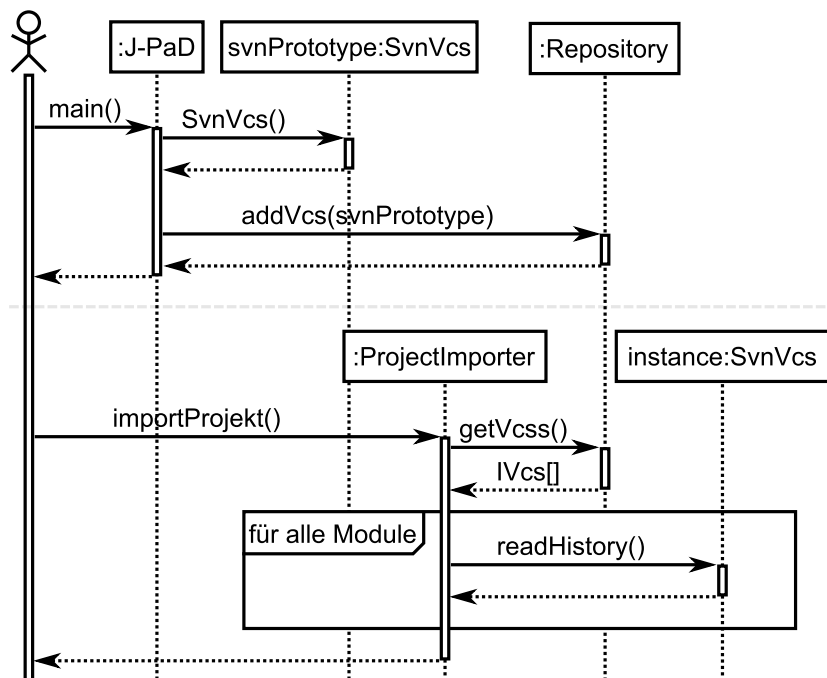 :J-PaD
svnPrototype:SvnVcs
:Repository
main()
SvnVcs()
addVcs(svnPrototype)
:ProjectImporter
instance:SvnVcs
importProjekt()
getVcss()
IVcs[]
für alle Module
readHistory()